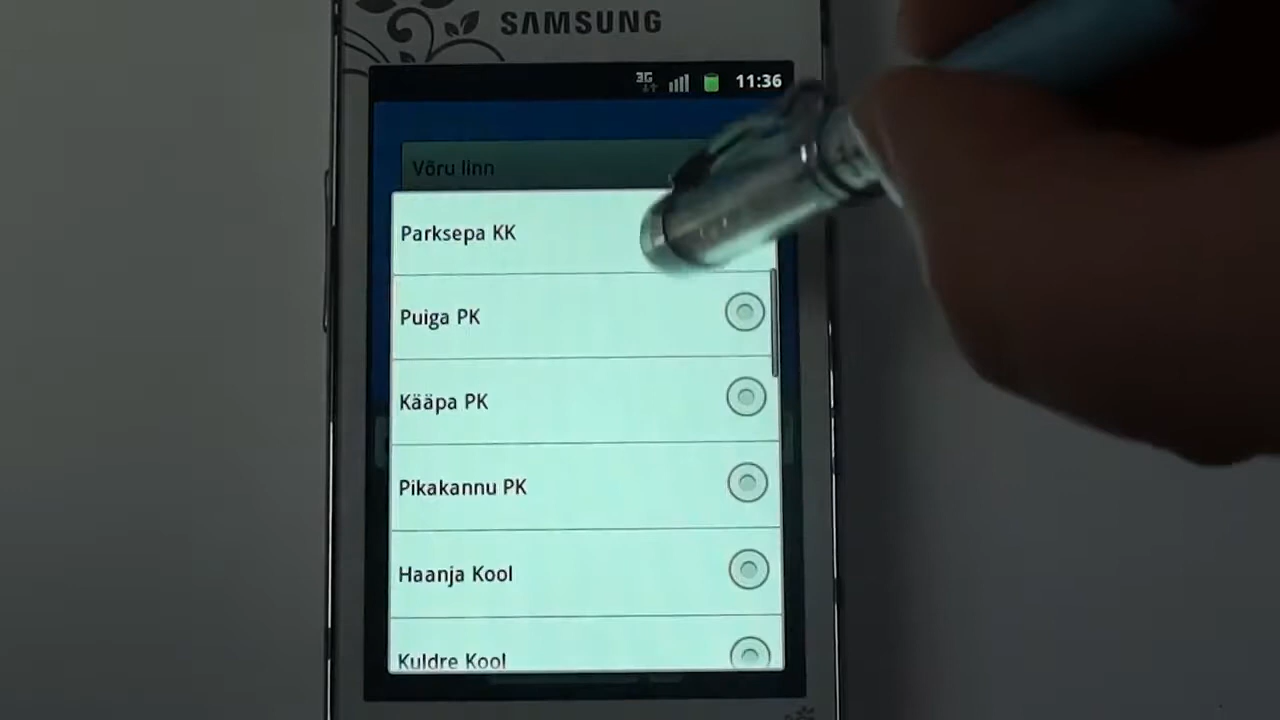 SAMSUNG
3G 11:36
Võru linn
Parksepa KK
Puiga PK
Kääpa PK
Pikakannu PK
Haanja Kool
Kuldre Kool